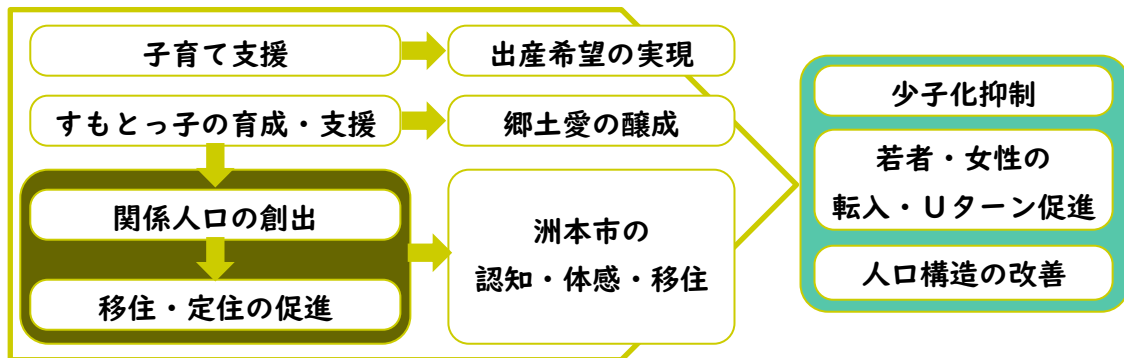 子育て支援
出産希望の実現
すもとっ子の育成・支援
郷土愛の醸成
関係人口の創出
移住・定住の促進
洲本市の
認知・体感・移住
少子化抑制
若者・女性の
転入・Uターン促進
人口構造の改善